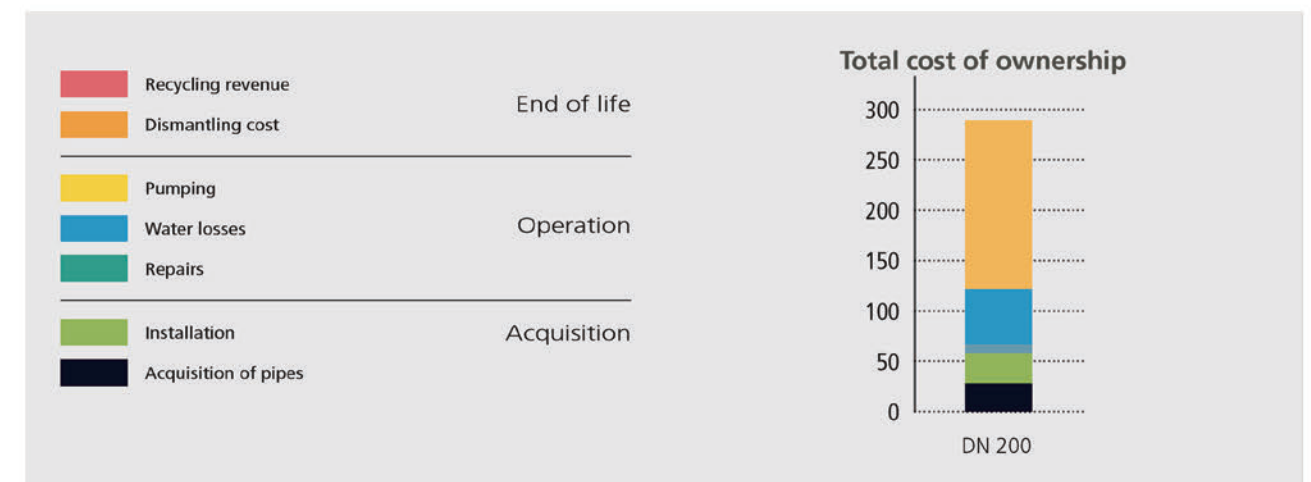 Recycling revenue
Dismantling cost
End of life
Pumping
Water losses
Repairs
Operation
Installation
Acquisition of pipes
Acquisition
Total cost of ownership
300
250
200
150
100
50
0
DN 200